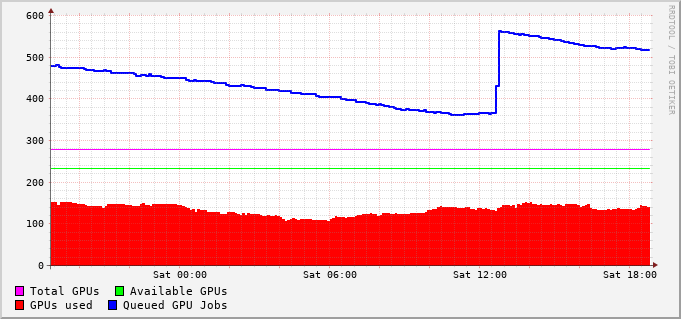 600
500
400
300
200
100
0
Sat 00:00 Sat 06:00 Sat 12:00 Sat 18:00
Total GPUs Available GPUs
GPUs used Queued GPU Jobs
RRDTOOL / TOBI OETIKER